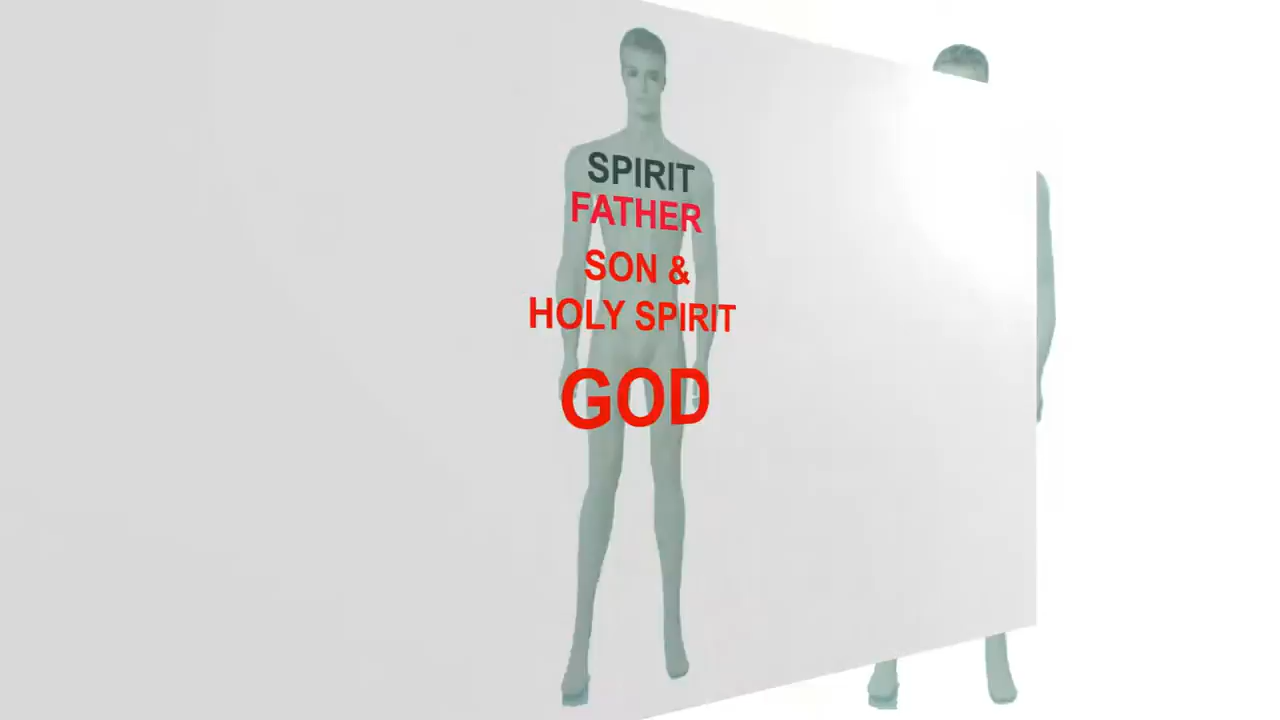 SPIRIT
FATHER
SON &
HOLY SPIRIT
GOD